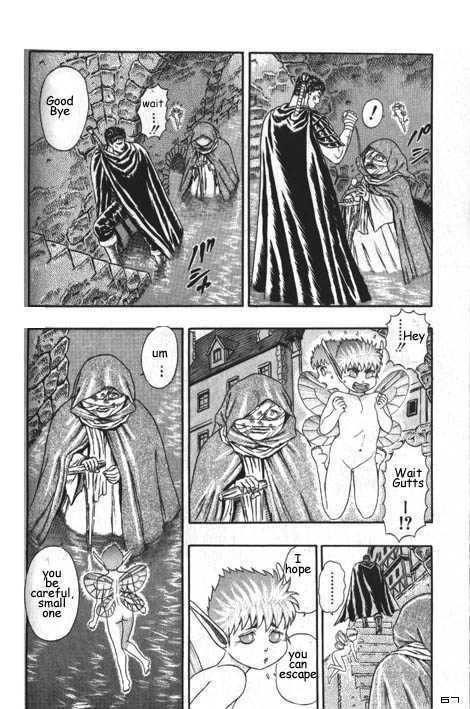 !
wait
...!!
Good
Bye
Hey
......!!
Wait
Gutts
—!?
......
I
hope
you
can
escape
um
...
you
be
careful,
small
one
67